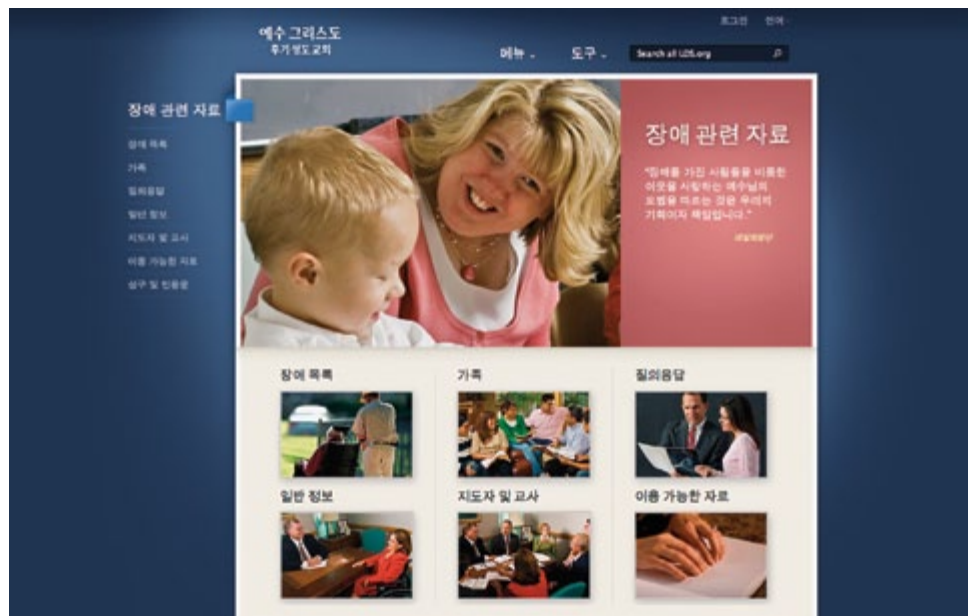 예수 그리스도
후기 성도 교회
로그인 언어
메뉴 도구 Search all LDS.org
장애 관련 자료
장애 목록
가족
질의응답
일반 정보
지도자 및 교사
이용 가능한 자료
성구 및 인용문
장애 관련 자료
"장애를 가진 사람들을 비롯한
이웃을 사랑하는 예수님의
모범을 따르는 것은 우리의
기회이자 책임입니다."
장애 목록 가족 질의응답
일반 정보 지도자 및 교사 이용 가능한 자료